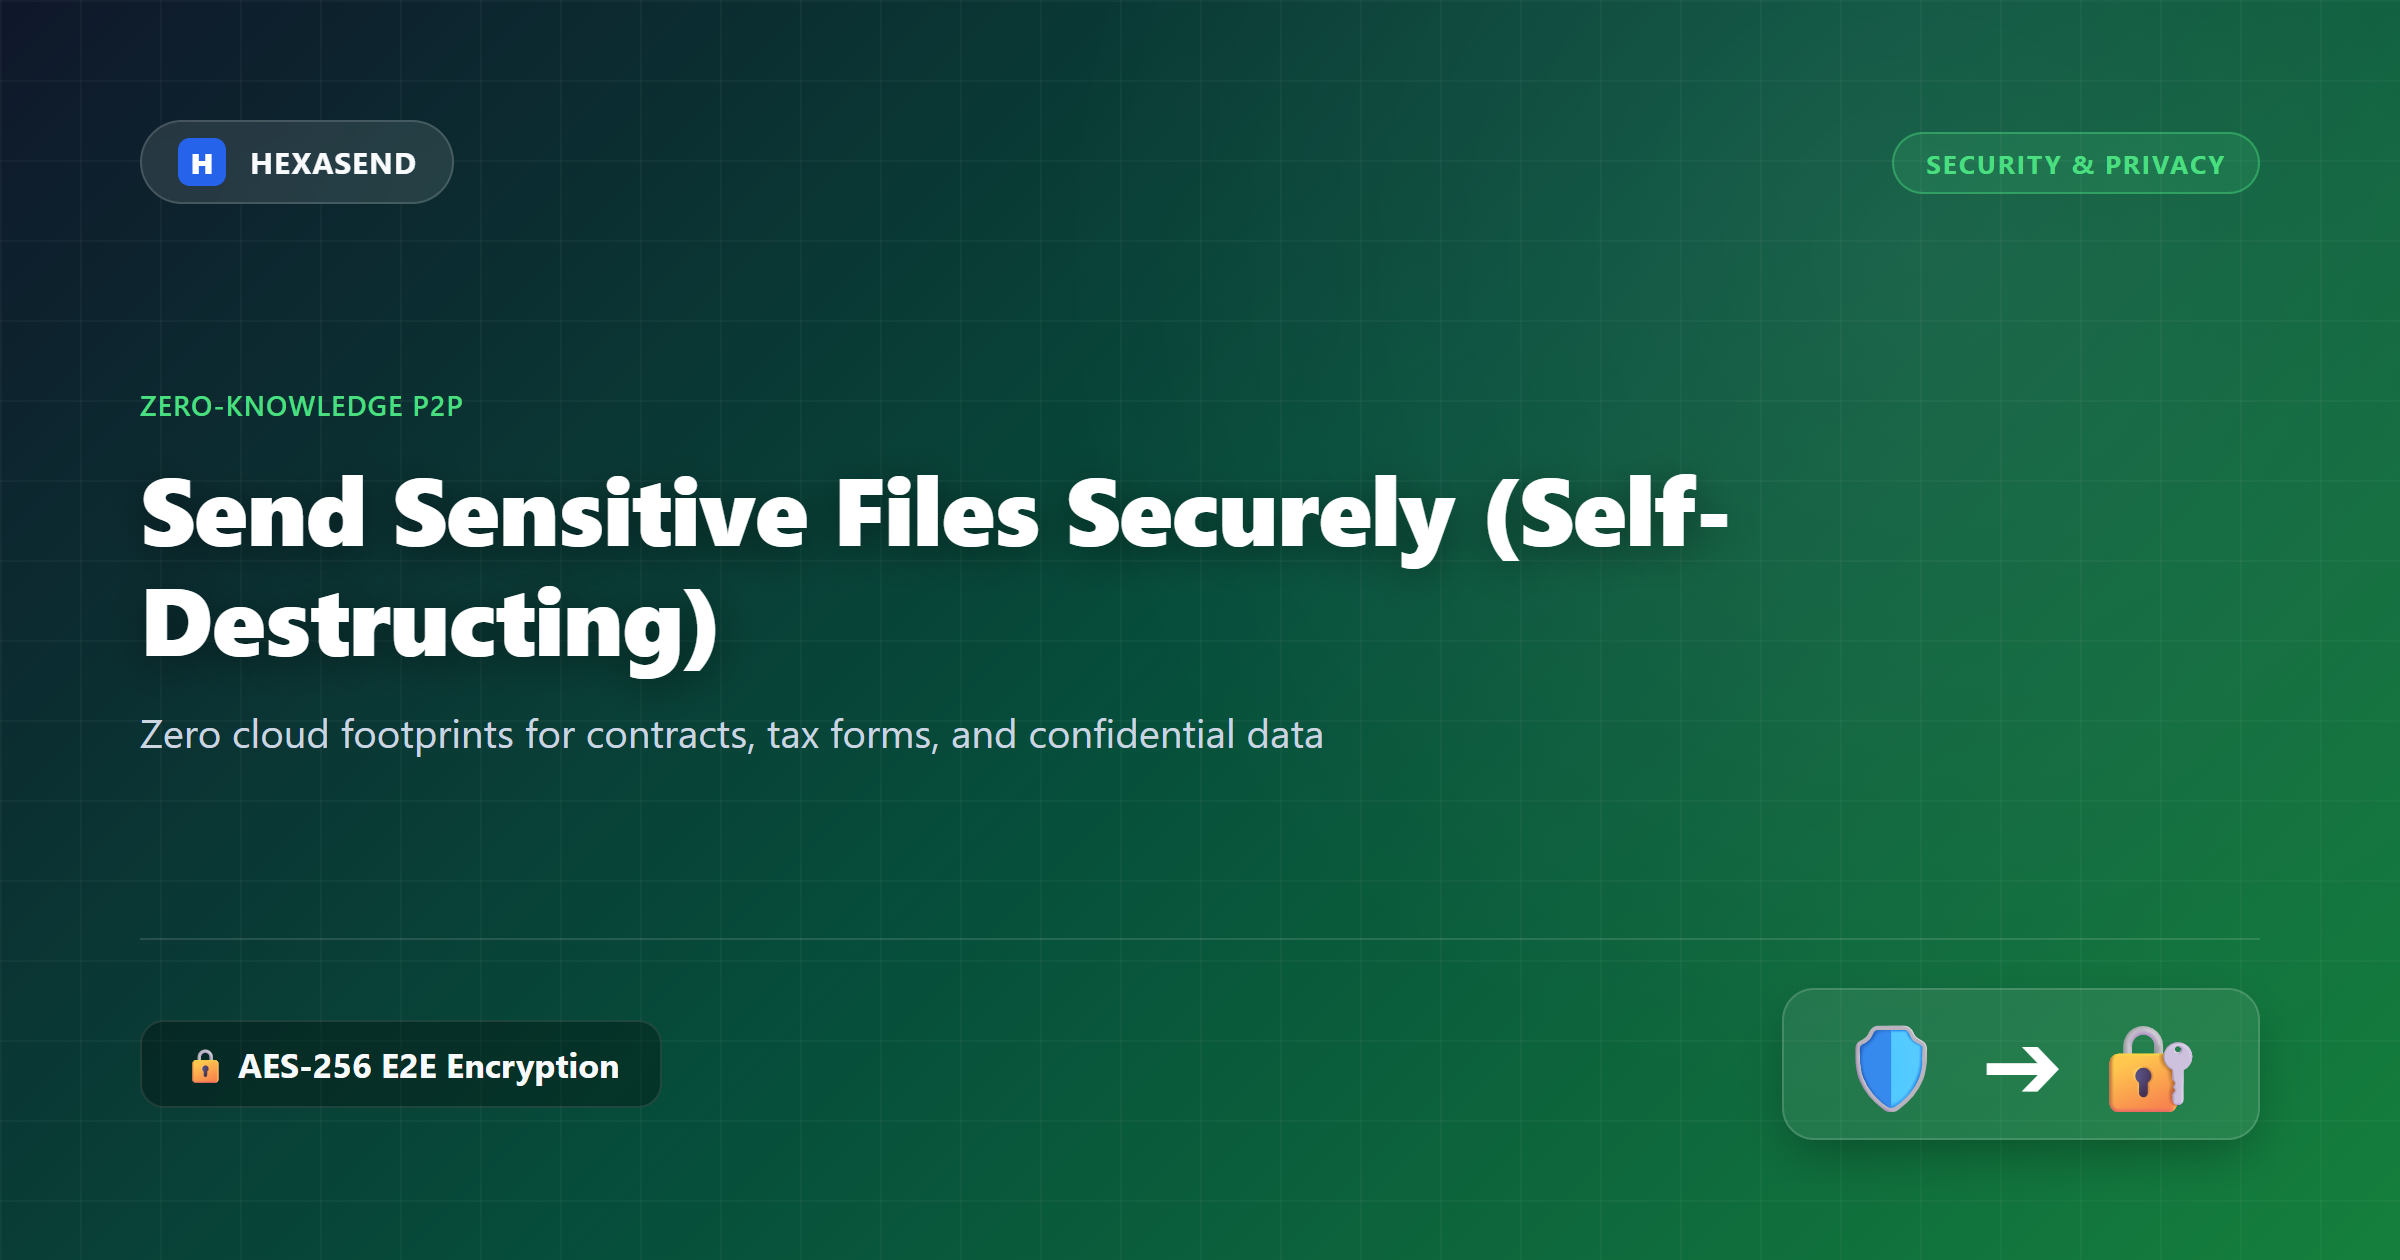 H HEXASEND
SECURITY & PRIVACY
ZERO-KNOWLEDGE P2P
Send Sensitive Files Securely (Self-
Destructing)
Zero cloud footprints for contracts, tax forms, and confidential data
AES-256 E2E Encryption